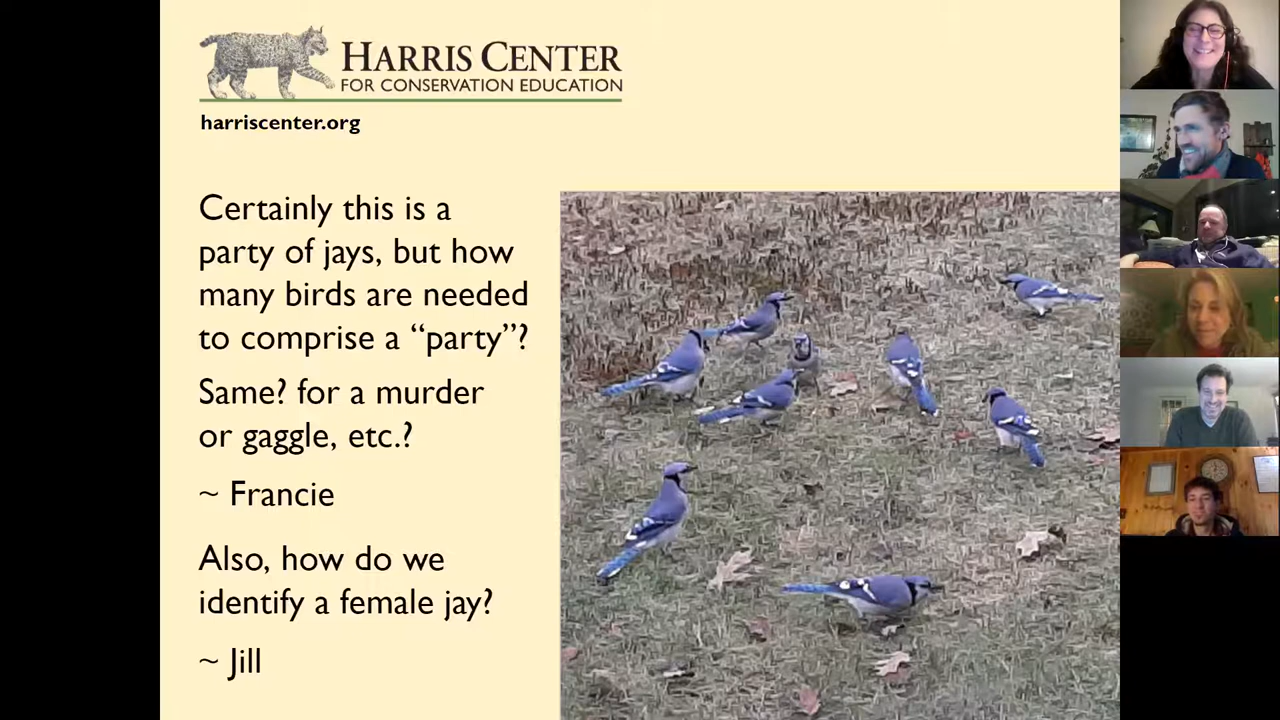 HARRIS CENTER
FOR CONSERVATION EDUCATION
harriscenter.org
Certainly this is a
party of jays, but how
many birds are needed
to comprise a “party”?
Same? for a murder
or gaggle, etc.?
~ Francie
Also, how do we
identify a female jay?
~ Jill